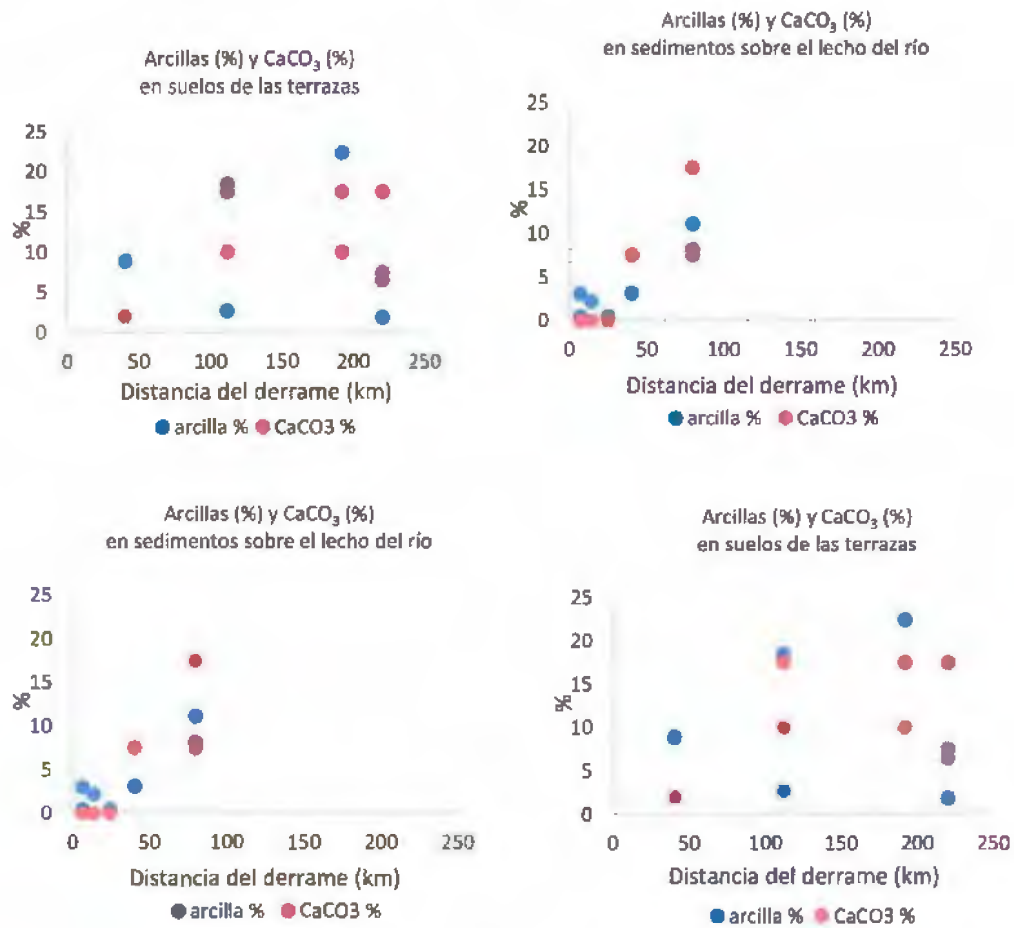 Arcillas (%) y CaCO₃ (%)
en suelos de las terrazas
25
20
15
10
5
0
%
0 50 100 150 200 250
Distancia del derrame (km)
arcilla % CaCO3 %
Arcillas (%) y CaCO₃ (%)
en sedimentos sobre el lecho del río
25
20
15
10
5
0
%
0 50 100 150 200 250
Distancia del derrame (km)
arcilla % CaCO3 %
Arcillas (%) y CaCO₃ (%)
en sedimentos sobre el lecho del río
25
20
15
10
5
0
%
0 50 100 150 200 250
Distancia del derrame (km)
arcilla % CaCO3 %
Arcillas (%) y CaCO₃ (%)
en suelos de las terrazas
25
20
15
10
5
0
%
0 50 100 150 200 250
Distancia del derrame (km)
arcilla % CaCO3 %